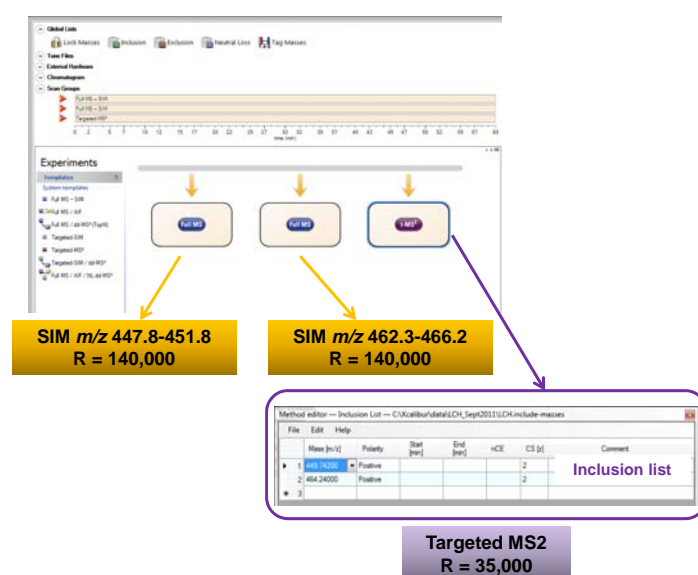 Global Lists
Lock Masses Inclusion Exclusion Neutral Loss Tag Masses
Tune Files
External Hardware
Chromatogram
Scan Groups
Full MS – SIM
Full MS – SIM
Targeted-MS²
time (min)
Experiments
Templates
System templates
Full MS – SIM
Full MS / AIF
Full MS / dd-MS² (TopN)
Targeted-SIM
Targeted-MS²
Targeted-SIM / dd-MS²
Full MS / AIF / NL dd-MS²
Full MS Full MS t-MS²
SIM m/z 447.8-451.8
R = 140,000
SIM m/z 462.3-466.2
R = 140,000
Method editor — Inclusion List — C:\Xcalibur\data\LCH_Sept2011\LCH.include-masses
File Edit Help
Mass [m/z] Polarity Start [min] End [min] nCE CS [z] Comment
1 449.74200 Positive 2
2 464.24000 Positive 2
3
Inclusion list
Targeted MS2
R = 35,000